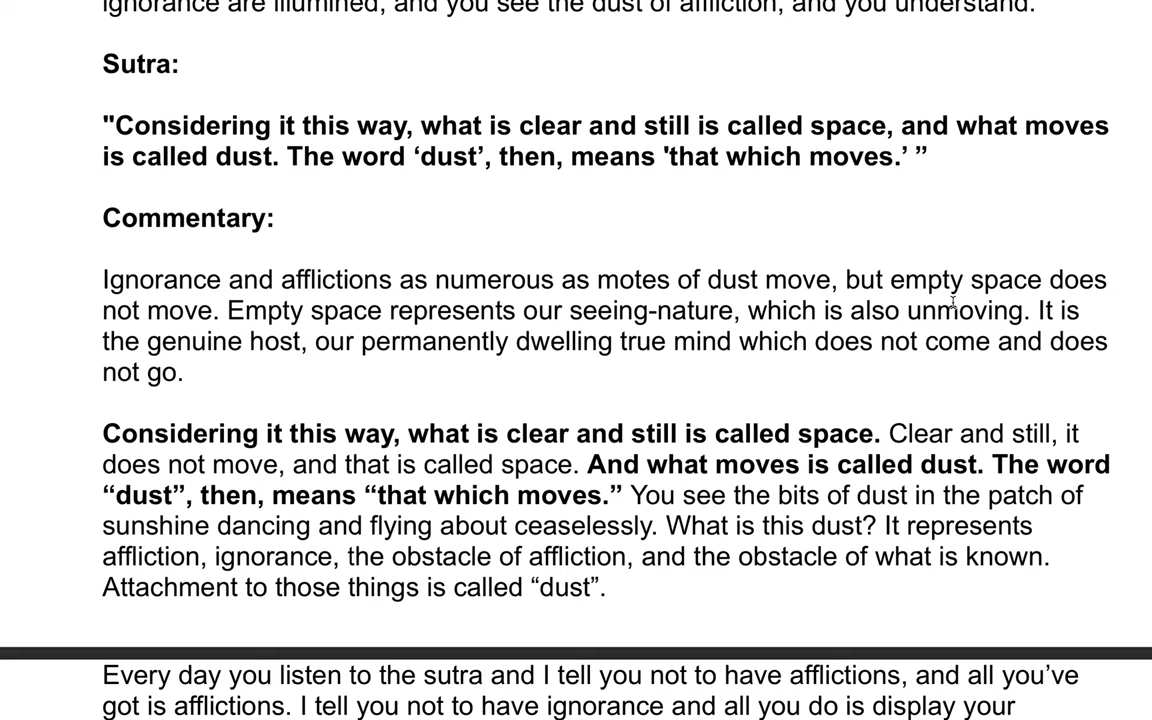 ignorance are illumined, and you see the dust of affliction, and you understand.
Sutra:
"Considering it this way, what is clear and still is called space, and what moves
is called dust. The word ‘dust’, then, means 'that which moves.’ ”
Commentary:
Ignorance and afflictions as numerous as motes of dust move, but empty space does
not move. Empty space represents our seeing-nature, which is also unmoving. It is
the genuine host, our permanently dwelling true mind which does not come and does
not go.
Considering it this way, what is clear and still is called space. Clear and still, it
does not move, and that is called space. And what moves is called dust. The word
“dust”, then, means “that which moves.” You see the bits of dust in the patch of
sunshine dancing and flying about ceaselessly. What is this dust? It represents
affliction, ignorance, the obstacle of affliction, and the obstacle of what is known.
Attachment to those things is called “dust”.
Every day you listen to the sutra and I tell you not to have afflictions, and all you’ve
got is afflictions. I tell you not to have ignorance and all you do is display your